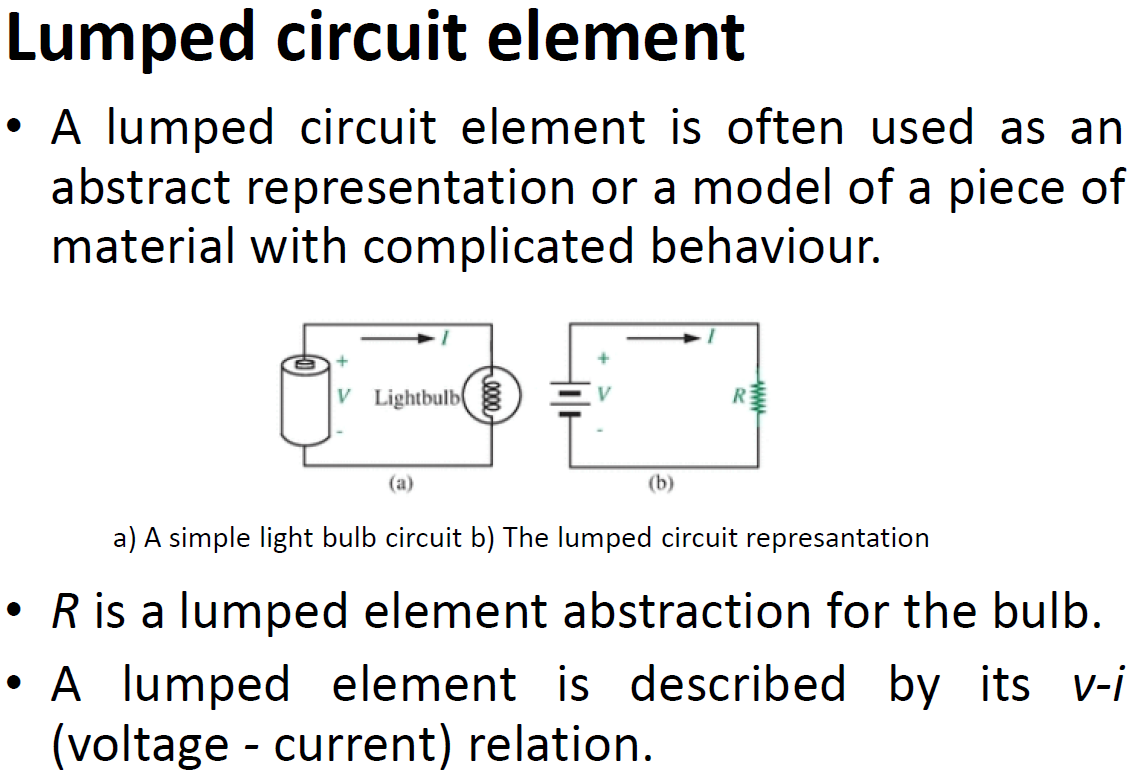 Lumped circuit element
• A lumped circuit element is often used as an
abstract representation or a model of a piece of
material with complicated behaviour.
I
+
V
Lightbulb
-
(a)
I
+
V
R
-
(b)
a) A simple light bulb circuit b) The lumped circuit represantation
• R is a lumped element abstraction for the bulb.
• A lumped element is described by its v-i
(voltage - current) relation.